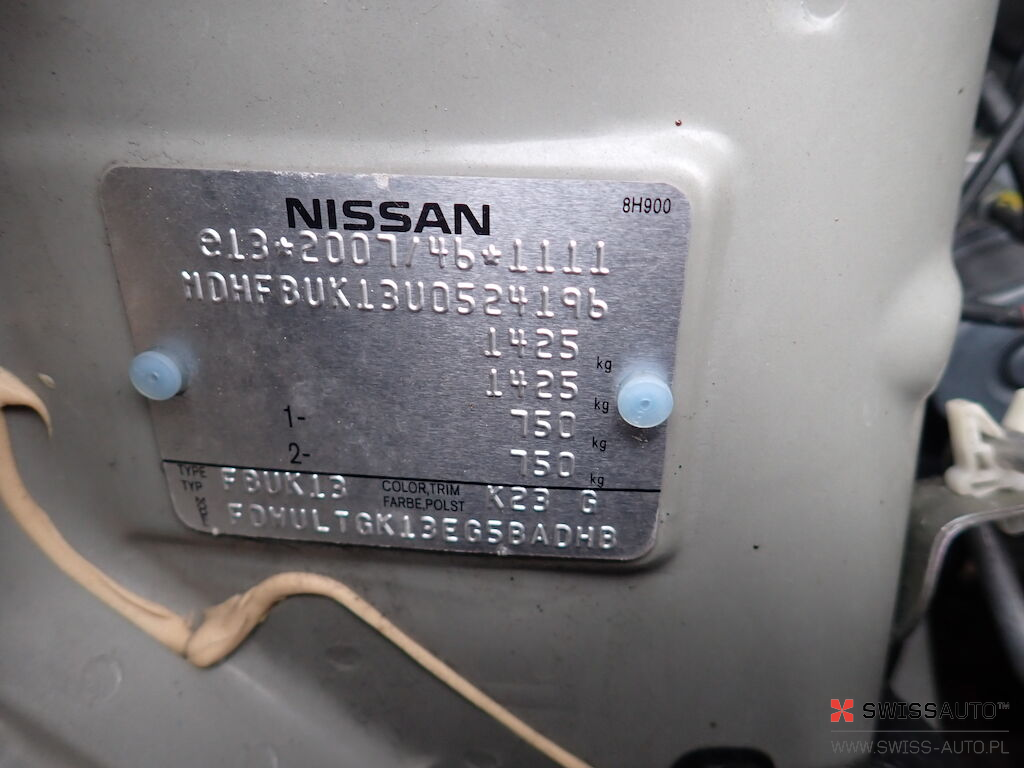 NISSAN 8H900
e13*2007/46*1111
MDHFBUK13U0524196
1425 kg
1425 kg
1- 750 kg
2- 750 kg
TYPE
TYP FBUK13 COLOR,TRIM
FARBE,POLST K23 G
MODELE FDHULTGK13EG5BADHB
SWISSAUTO™
WWW.SWISS-AUTO.PL